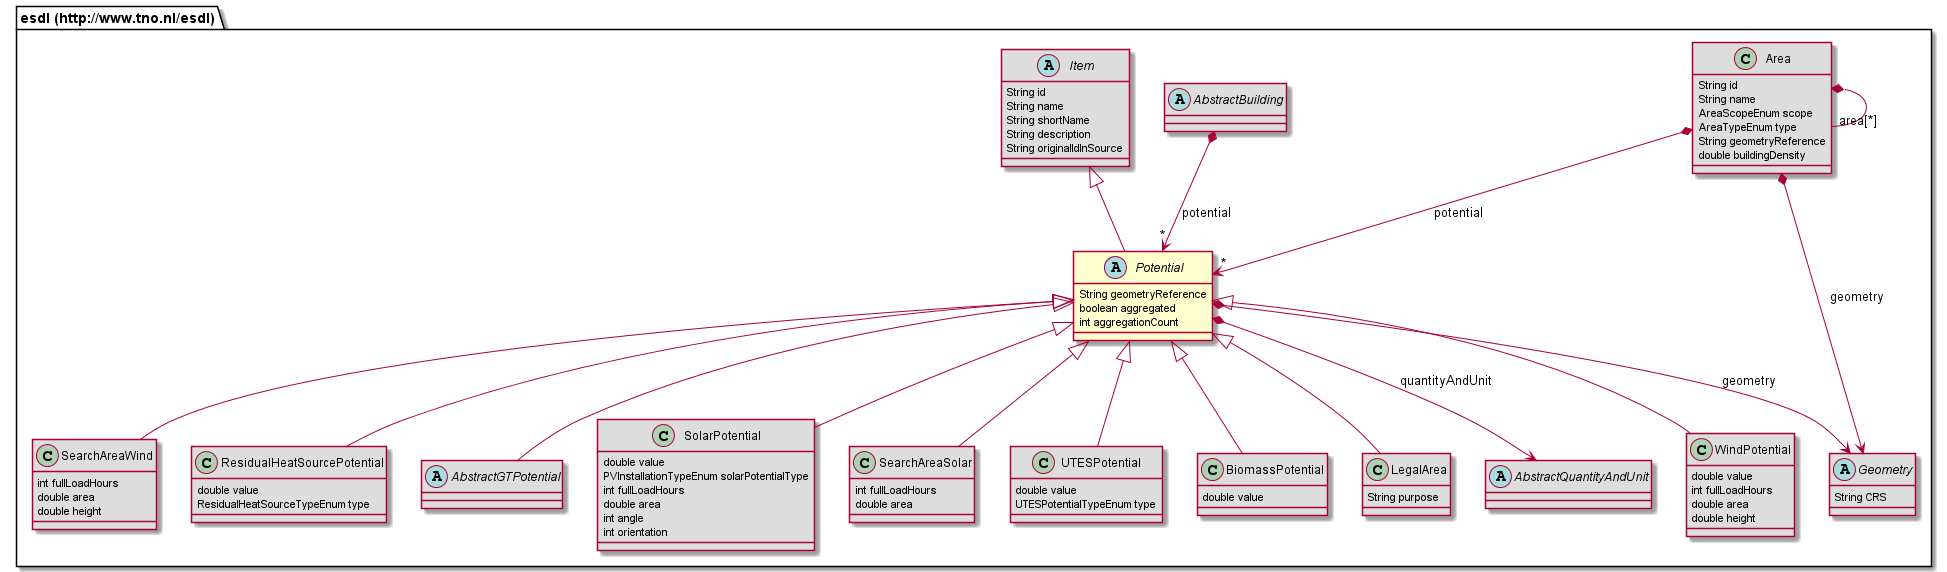 esdl (http://www.tno.nl/esdl)
A Item
String id
String name
String shortName
String description
String originalIdInSource
A AbstractBuilding
C Area
String id
String name
AreaScopeEnum scope
AreaTypeEnum type
String geometryReference
double buildingDensity
area[*]
potential
*
potential
*
geometry
A Potential
String geometryReference
boolean aggregated
int aggregationCount
quantityAndUnit
geometry
C SearchAreaWind
int fullLoadHours
double area
double height
C ResidualHeatSourcePotential
double value
ResidualHeatSourceTypeEnum type
A AbstractGTPotential
C SolarPotential
double value
PVInstallationTypeEnum solarPotentialType
int fullLoadHours
double area
int angle
int orientation
C SearchAreaSolar
int fullLoadHours
double area
C UTESPotential
double value
UTESPotentialTypeEnum type
C BiomassPotential
double value
C LegalArea
String purpose
A AbstractQuantityAndUnit
C WindPotential
double value
int fullLoadHours
double area
double height
A Geometry
String CRS